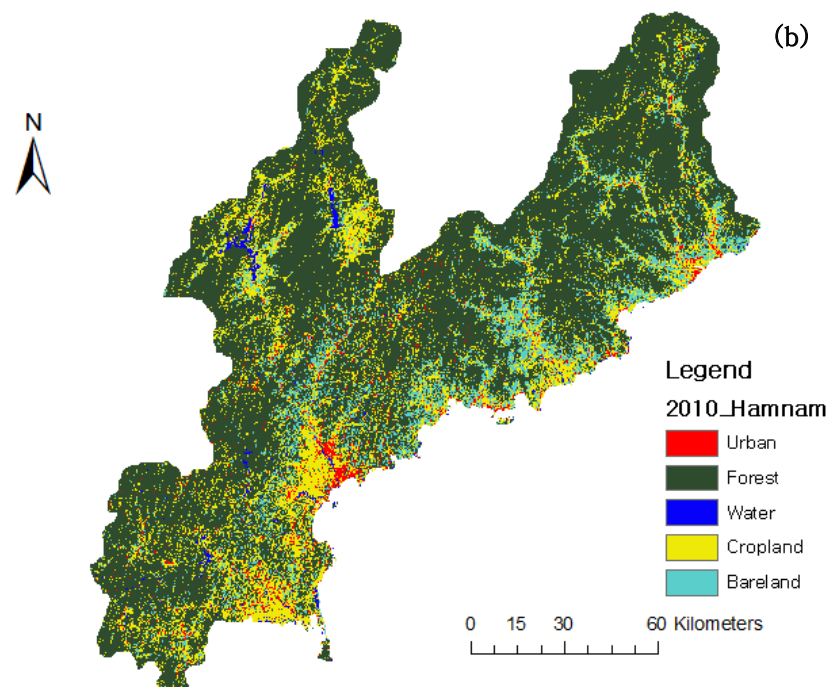 (b)
N
Legend
2010_Hamnam
Urban
Forest
Water
Cropland
Bareland
0 15 30 60 Kilometers